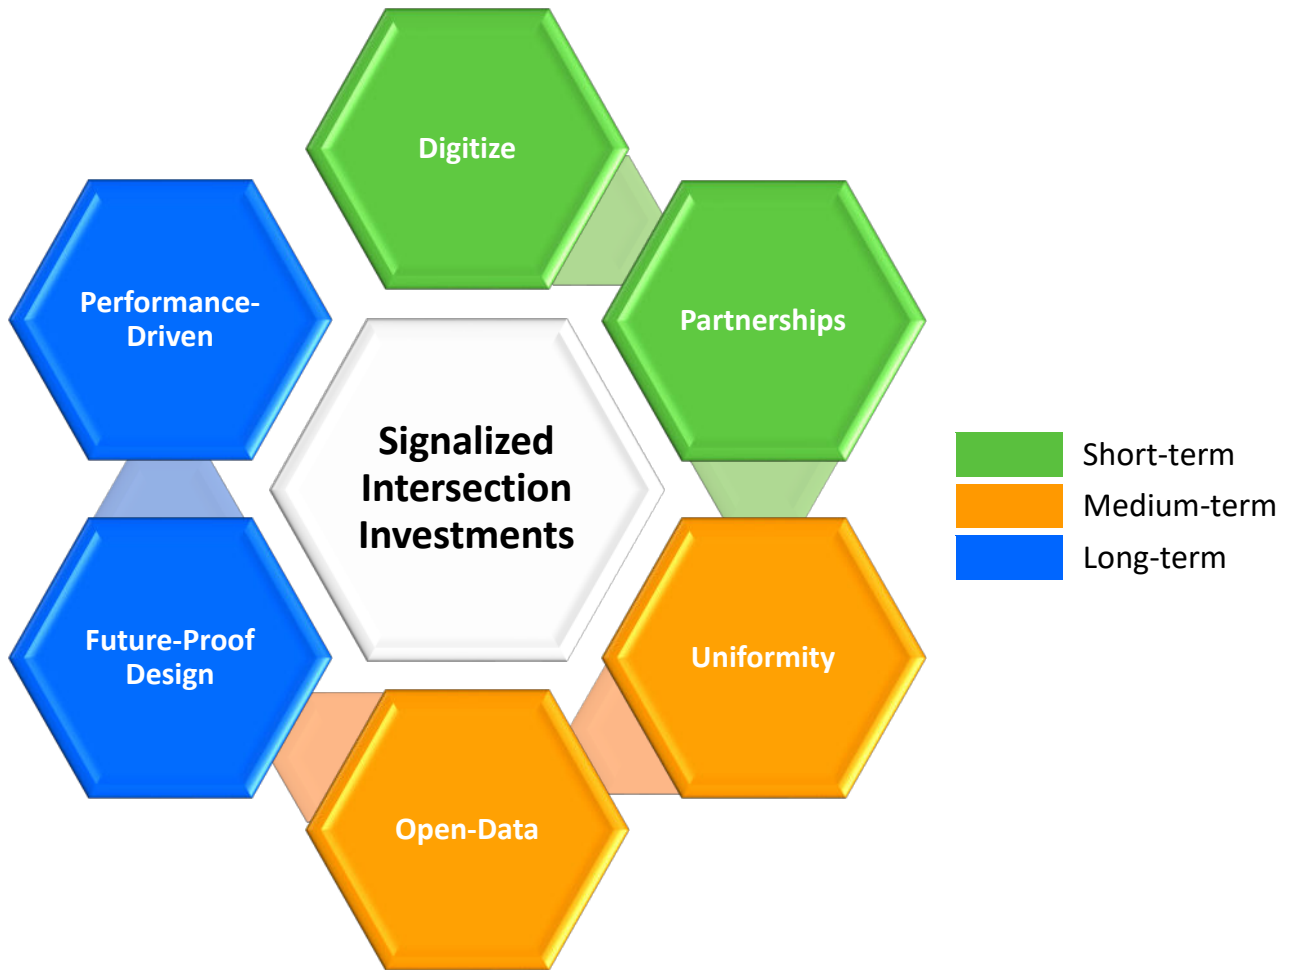 Digitize
Partnerships
Performance-
Driven
Signalized
Intersection
Investments
Short-term
Medium-term
Long-term
Future-Proof
Design
Uniformity
Open-Data